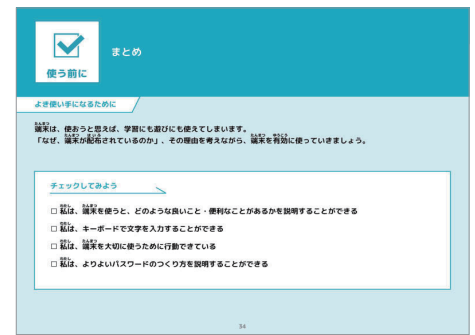 まとめ
使う前に
よき使い手になるために
端末は、使おうと思えば、学習にも遊びにも使えてしまいます。
「なぜ、端末が配布されているのか」、その理由を考えながら、端末を有効に使っていきましょう。
チェックしてみよう
□ 私は、端末を使うと、どのような良いこと・便利なことがあるかを説明することができる
□ 私は、キーボードで文字を入力することができる
□ 私は、端末を大切に使うために行動できている
□ 私は、よりよいパスワードのつくり方を説明することができる
34